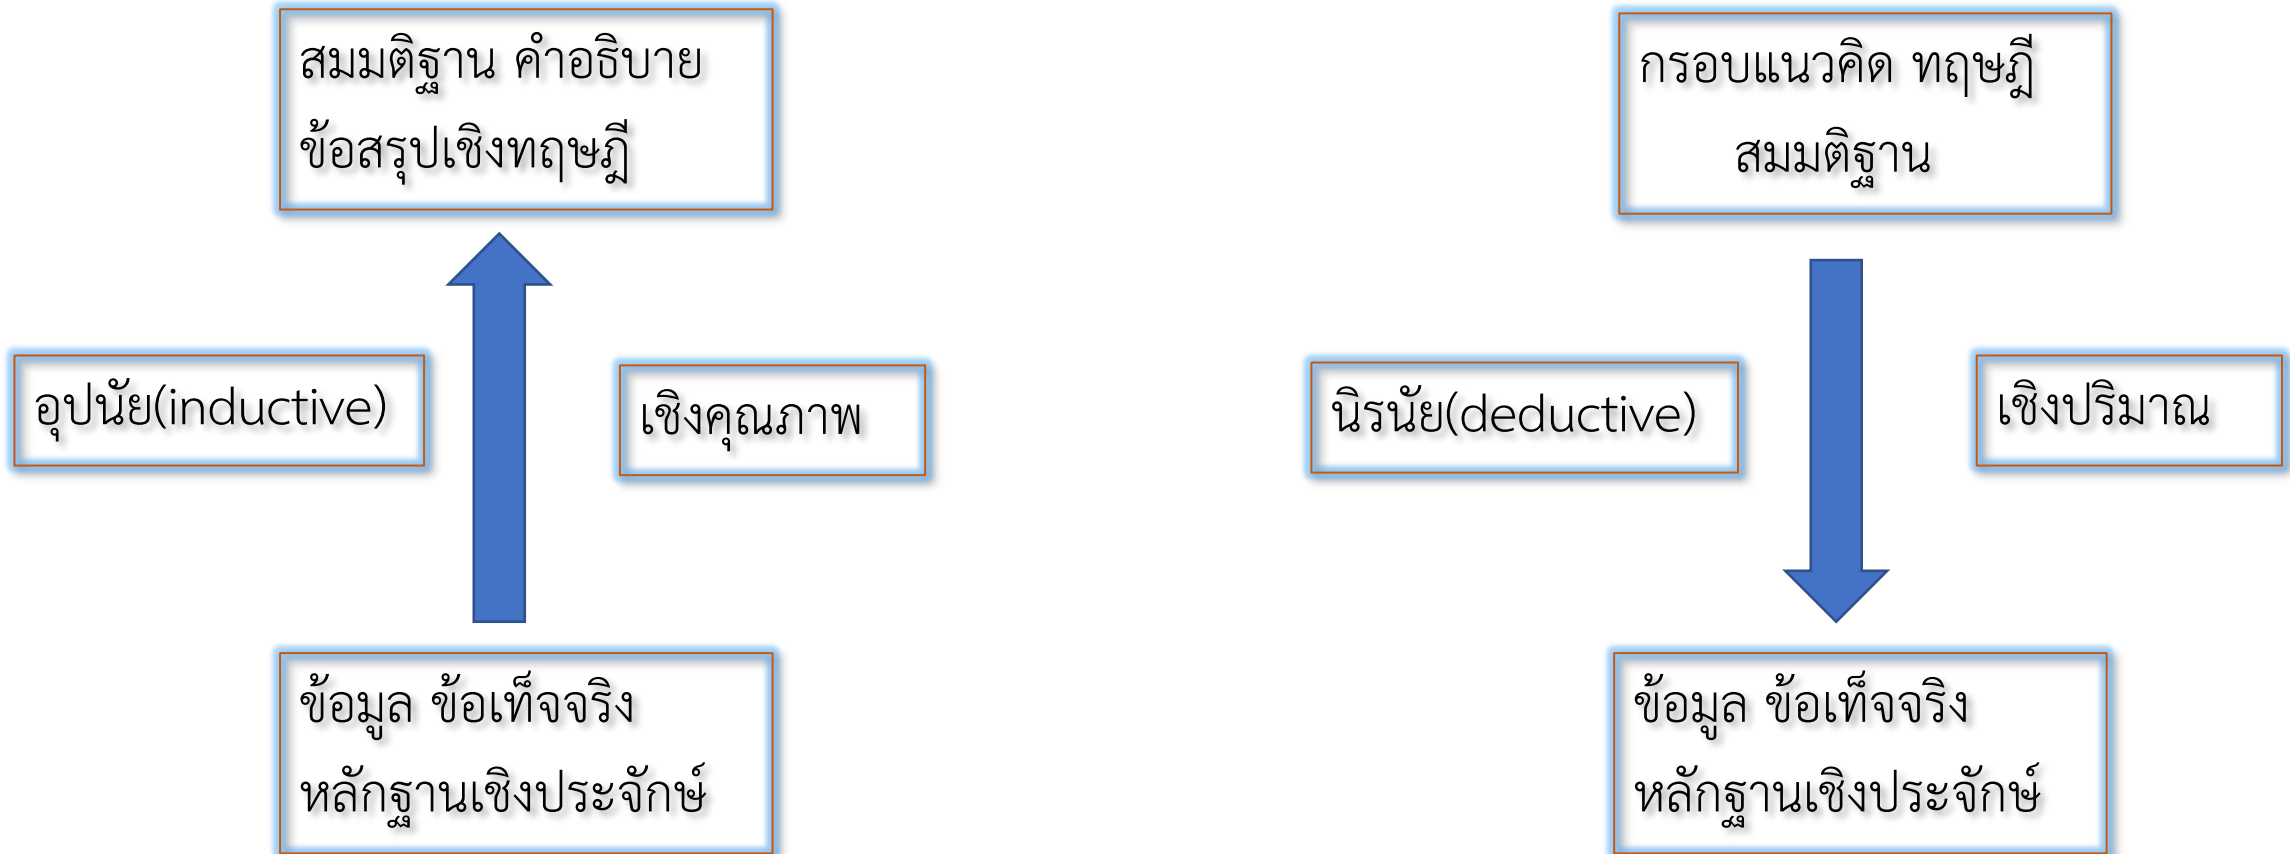 สมมติฐาน คำอธิบาย
ข้อสรุปเชิงทฤษฎี
อุปนัย(inductive)
เชิงคุณภาพ
ข้อมูล ข้อเท็จจริง
หลักฐานเชิงประจักษ์
กรอบแนวคิด ทฤษฎี
สมมติฐาน
นิรนัย(deductive)
เชิงปริมาณ
ข้อมูล ข้อเท็จจริง
หลักฐานเชิงประจักษ์